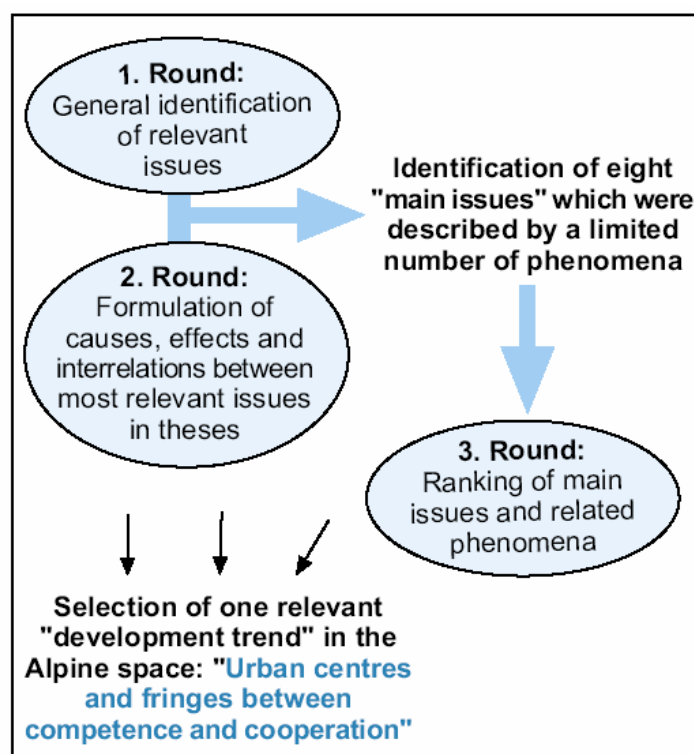 1. Round:
General identification
of relevant
issues
Identification of eight
"main issues" which were
described by a limited
number of phenomena
2. Round:
Formulation of
causes, effects and
interrelations between
most relevant issues
in theses
3. Round:
Ranking of main
issues and related
phenomena
Selection of one relevant
"development trend" in the
Alpine space: "Urban centres
and fringes between
competence and cooperation"